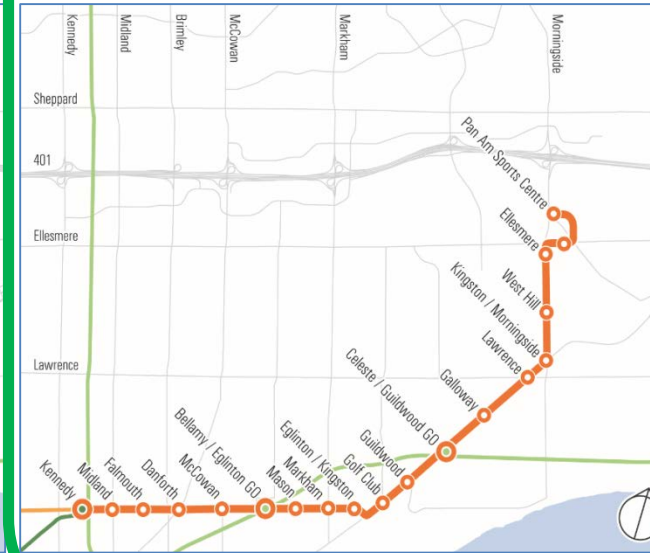 Kennedy
Midland
Brimley
McCowan
Markham
Morningside
Sheppard
401
Ellesmere
Lawrence
Pan Am Sports Centre
Ellesmere
West Hill
Kingston / Morningside
Lawrence
Galloway
Celeste / Guildwood GO
Guildwood
Golf Club
Eglinton / Kingston
Markham
Mason
Bellamy / Eglinton GO
McCowan
Danforth
Falmouth
Midland
Kennedy